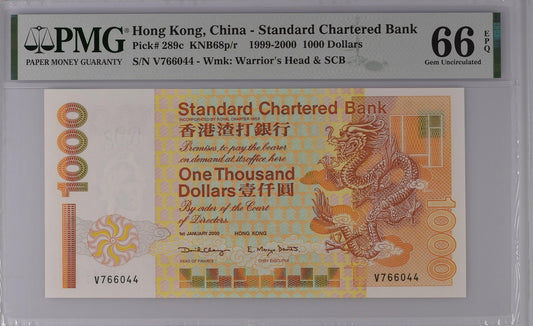 PMG
PAPER MONEY GUARANTY
Hong Kong, China - Standard Chartered Bank
Pick# 289c KNB68p/r 1999-2000 1000 Dollars
S/N V766044 - Wmk: Warrior's Head & SCB
66
EPQ
Gem Uncirculated
1000
Standard Chartered Bank
INCORPORATED BY ROYAL CHARTER 1853
香港渣打銀行
Promises to pay the bearer
on demand at its office here
One Thousand
Dollars 壹仟圓
By order of the Court
of Directors.
1st JANUARY 2000 HONG KONG
HEAD OF FINANCE
CHIEF EXECUTIVE
V766044
V766044
1000